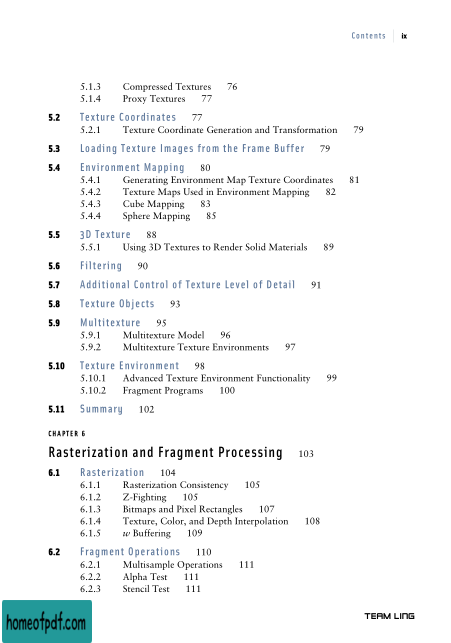 Contents | ix
5.1.3 Compressed Textures 76
5.1.4 Proxy Textures 77
5.2 Texture Coordinates 77
5.2.1 Texture Coordinate Generation and Transformation 79
5.3 Loading Texture Images from the Frame Buffer 79
5.4 Environment Mapping 80
5.4.1 Generating Environment Map Texture Coordinates 81
5.4.2 Texture Maps Used in Environment Mapping 82
5.4.3 Cube Mapping 83
5.4.4 Sphere Mapping 85
5.5 3D Texture 88
5.5.1 Using 3D Textures to Render Solid Materials 89
5.6 Filtering 90
5.7 Additional Control of Texture Level of Detail 91
5.8 Texture Objects 93
5.9 Multitexture 95
5.9.1 Multitexture Model 96
5.9.2 Multitexture Texture Environments 97
5.10 Texture Environment 98
5.10.1 Advanced Texture Environment Functionality 99
5.10.2 Fragment Programs 100
5.11 Summary 102
CHAPTER 6
Rasterization and Fragment Processing 103
6.1 Rasterization 104
6.1.1 Rasterization Consistency 105
6.1.2 Z-Fighting 105
6.1.3 Bitmaps and Pixel Rectangles 107
6.1.4 Texture, Color, and Depth Interpolation 108
6.1.5 w Buffering 109
6.2 Fragment Operations 110
6.2.1 Multisample Operations 111
6.2.2 Alpha Test 111
6.2.3 Stencil Test 111
TEAM LING
homeofpdf.com